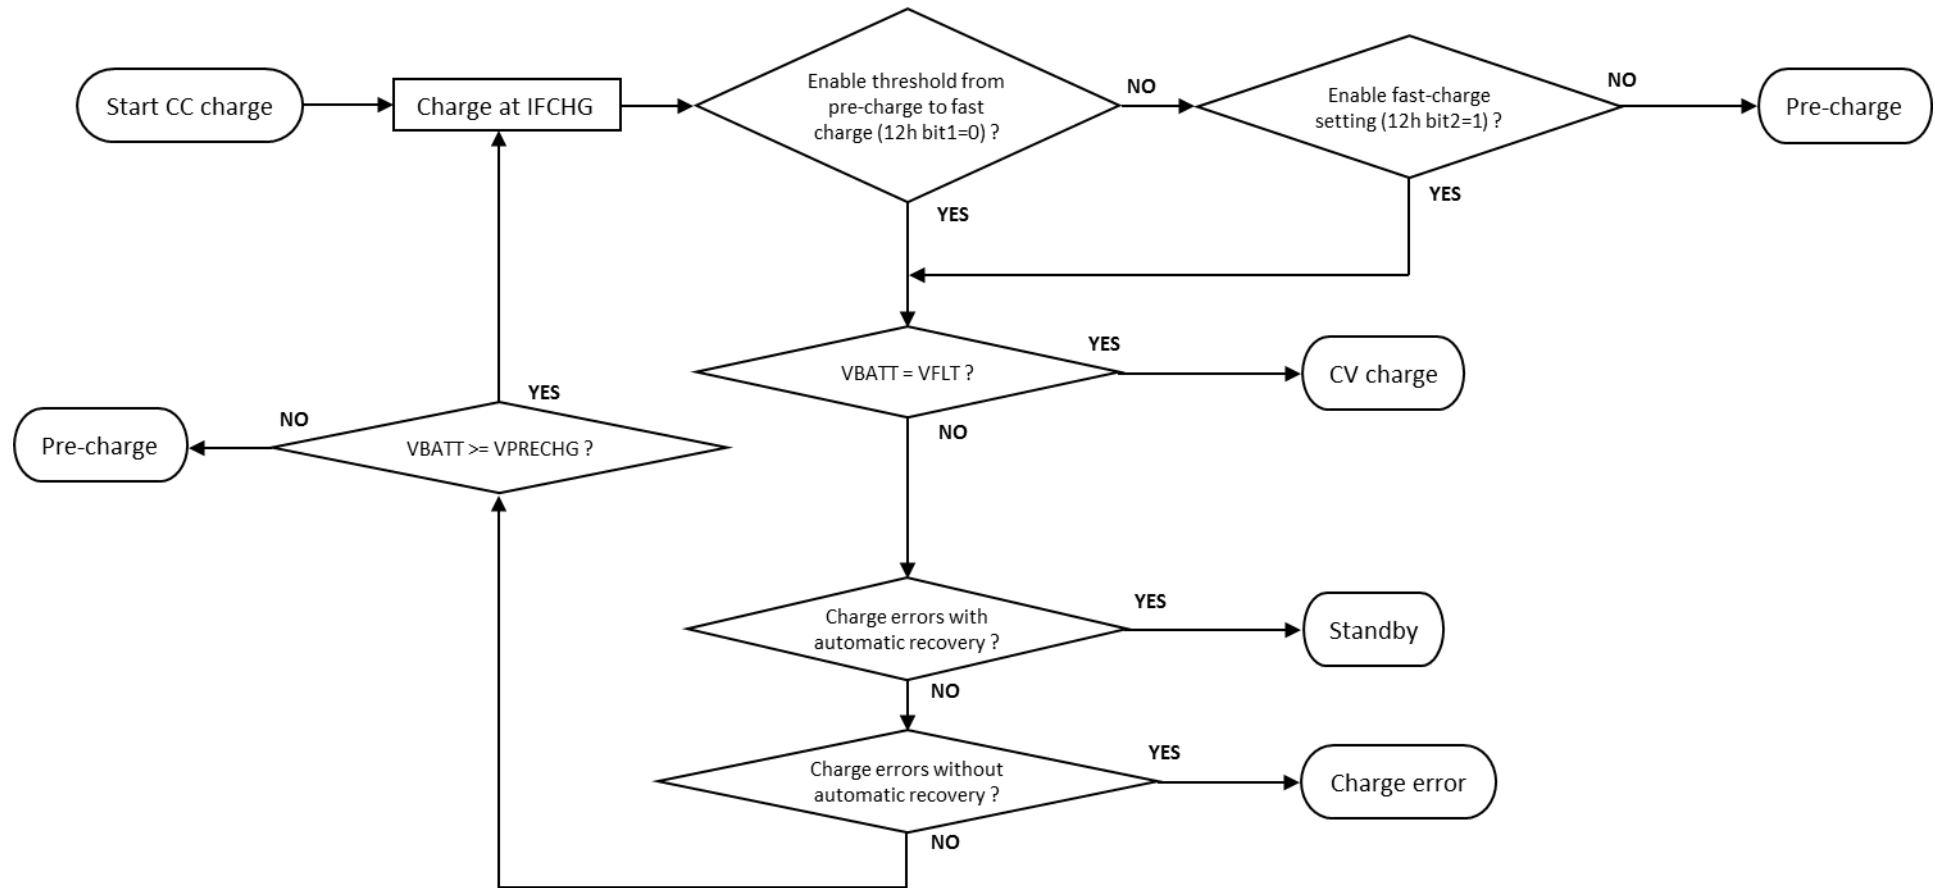 Start CC charge
Charge at IFCHG
Enable threshold from
pre-charge to fast
charge (12h bit1=0) ?
NO
Enable fast-charge
setting (12h bit2=1) ?
NO
Pre-charge
YES
YES
VBATT = VFLT ?
YES
CV charge
NO
YES
VBATT >= VPRECHG ?
NO
Pre-charge
Charge errors with
automatic recovery ?
YES
Standby
NO
Charge errors without
automatic recovery ?
YES
Charge error
NO